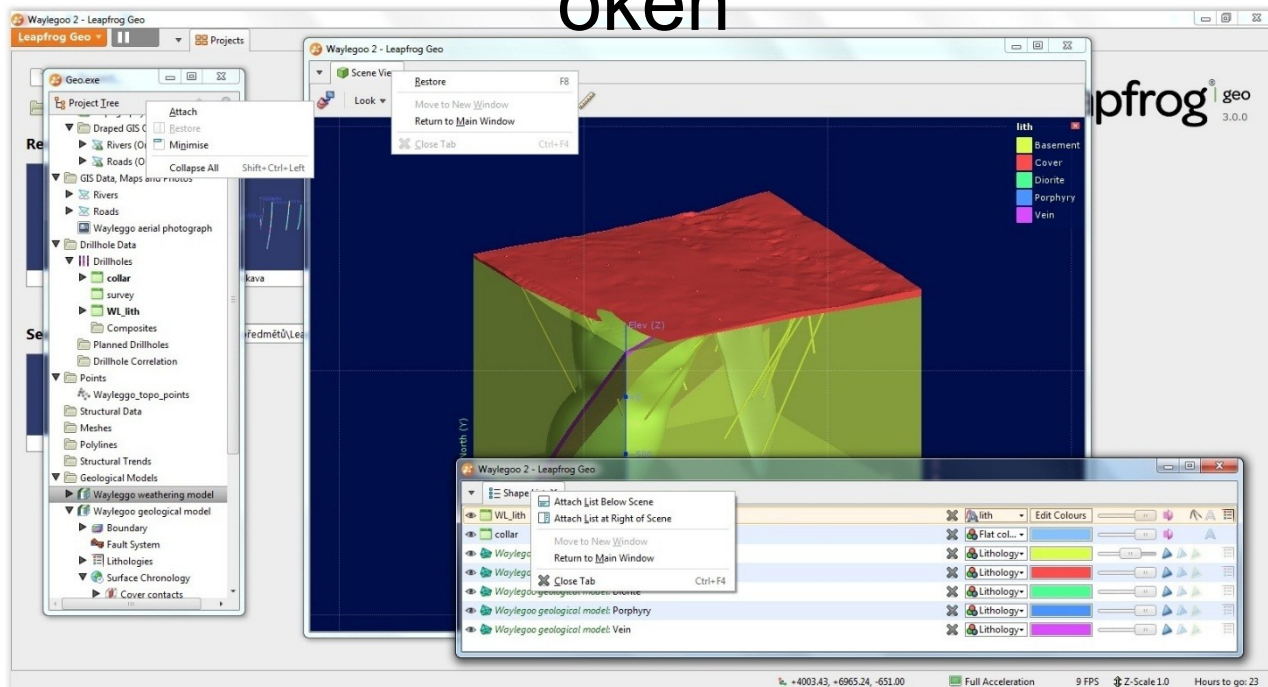 oken
Waylegoo 2 - Leapfrog Geo
Leapfrog Geo
Projects
Geo.exe
Project Tree
Attach
Restore
Minimise
Collapse All Shift+Ctrl+Left
Draped GIS
Rivers (O
Roads (O
GIS Data, Maps and Photos
Rivers
Roads
Wayleggo aerial photograph
Drillhole Data
Drillholes
collar
survey
WL_lith
Composites
Planned Drillholes
Drillhole Correlation
Points
Wayleggo_topo_points
Structural Data
Meshes
Polylines
Structural Trends
Geological Models
Wayleggo weathering model
Waylegoo geological model
Boundary
Fault System
Lithologies
Surface Chronology
Cover contacts
Re
Se
kava
ředmětů\Lea
Waylegoo 2 - Leapfrog Geo
Scene Vie
Look
Restore F8
Move to New Window
Return to Main Window
Close Tab Ctrl+F4
pfrog geo
3.0.0
lith
Basement
Cover
Diorite
Porphyry
Vein
Elev (Z)
North (Y)
Waylegoo 2 - Leapfrog Geo
Shape
Attach List Below Scene
Attach List at Right of Scene
Move to New Window
Return to Main Window
Close Tab Ctrl+F4
WL_lith lith Edit Colours
collar Flat col...
Waylego Lithology
Waylego Lithology
Waylegoo geological model: Diorite Lithology
Waylegoo geological model: Porphyry Lithology
Waylegoo geological model: Vein Lithology
+4003.43, +6965.24, -651.00 Full Acceleration 9 FPS Z-Scale 1.0 Hours to go: 23